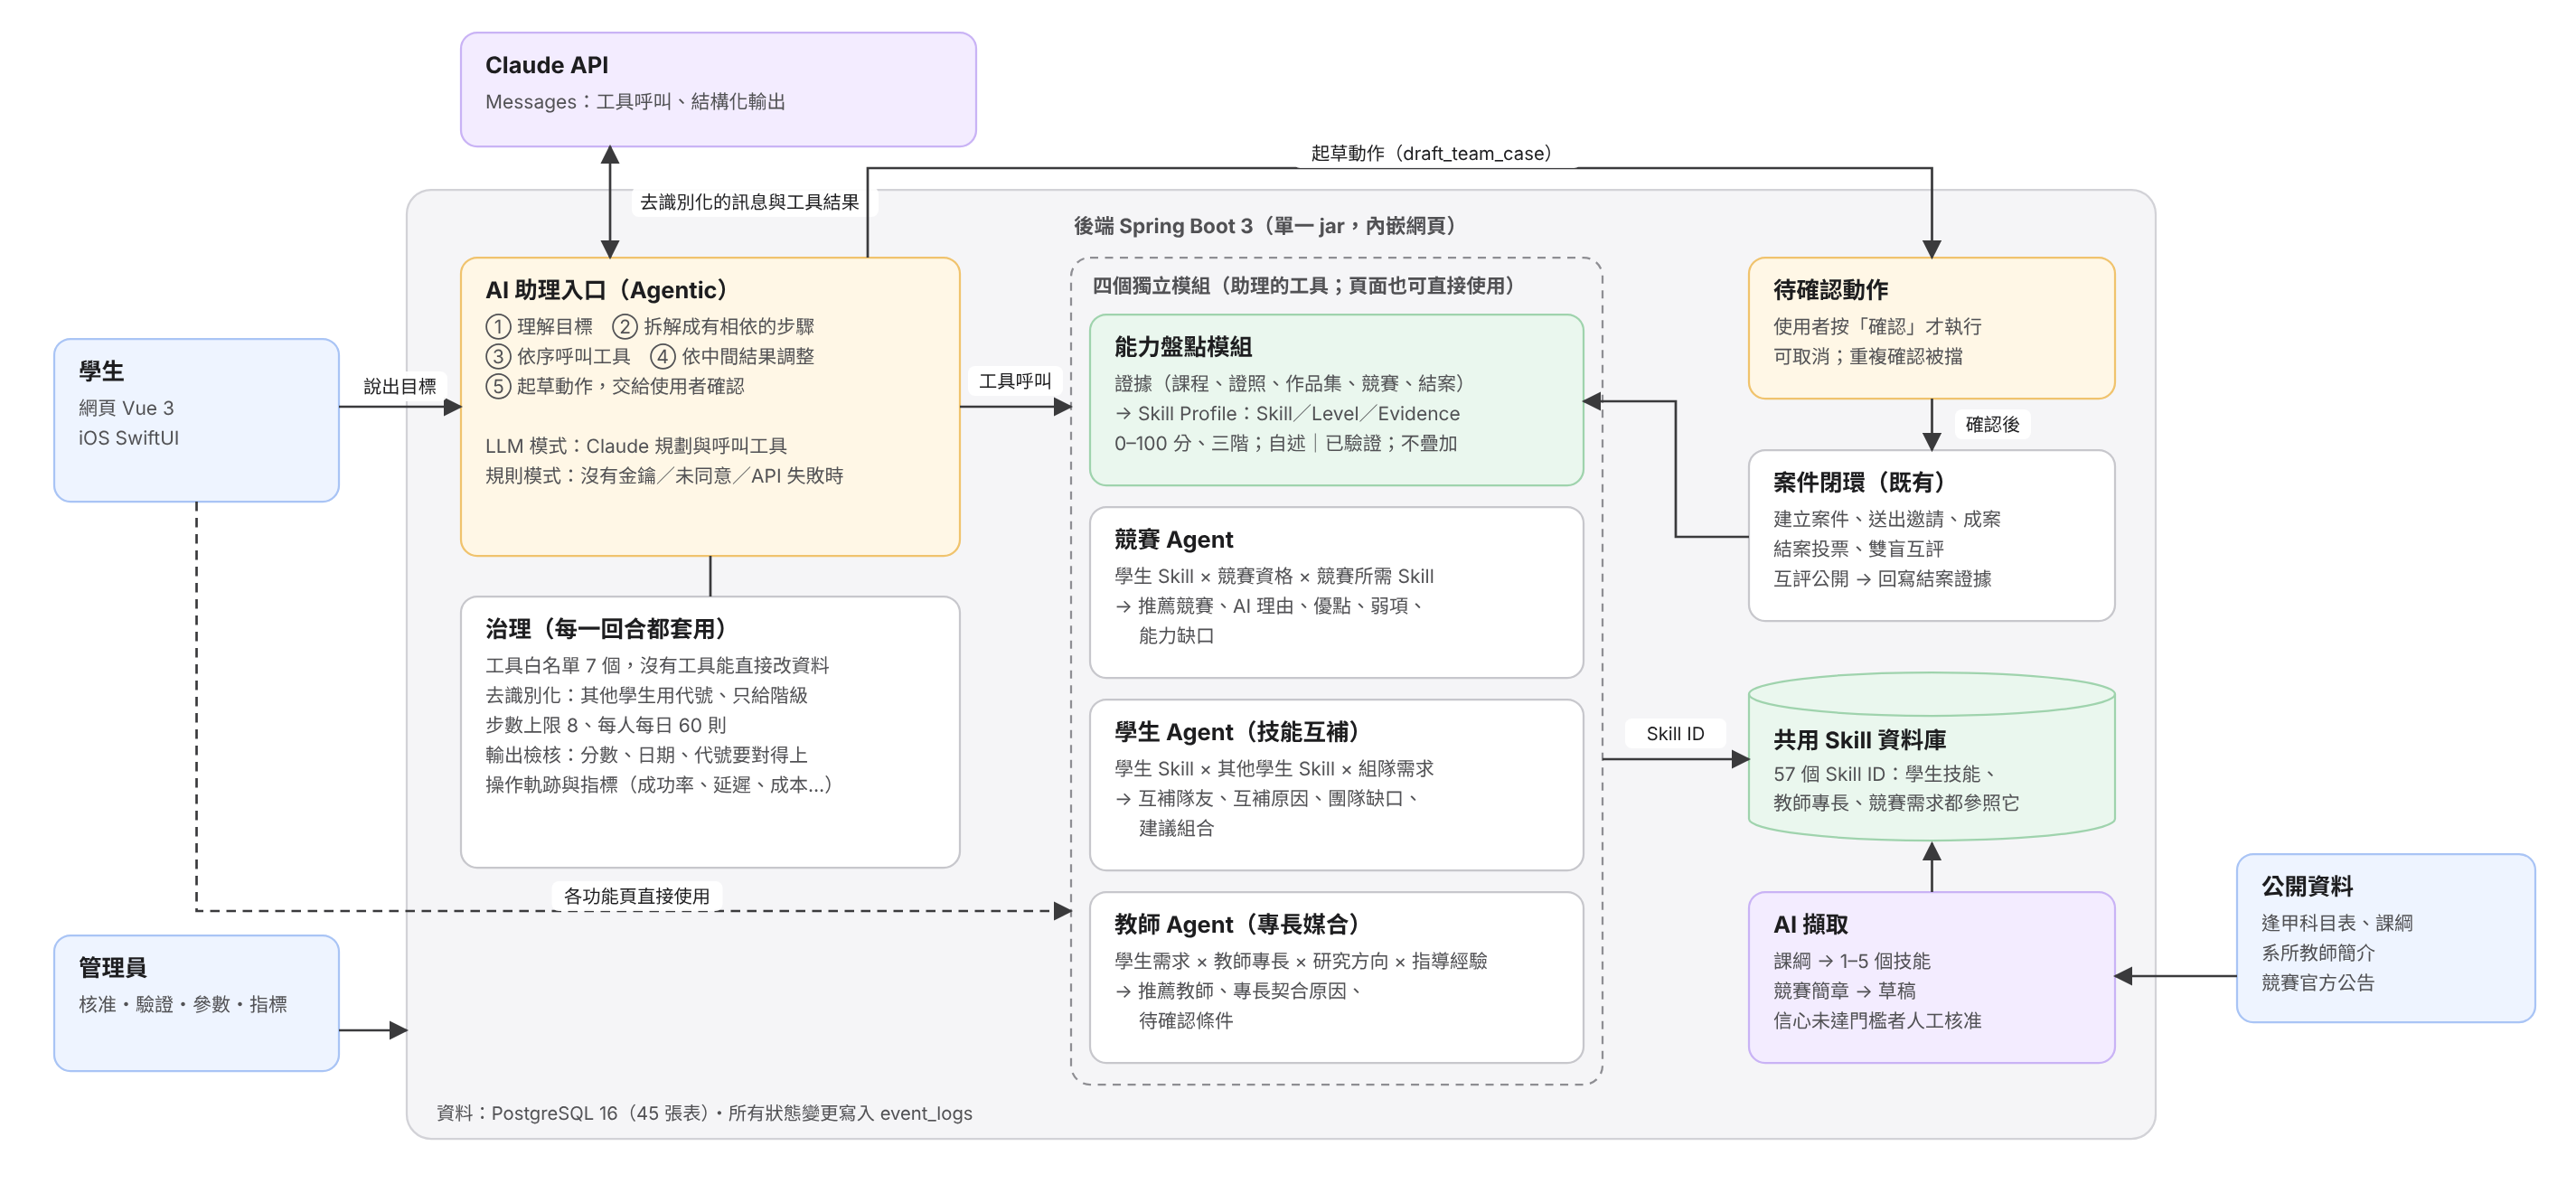 Claude API
Messages：工具呼叫、結構化輸出
起草動作（draft_team_case）
去識別化的訊息與工具結果
後端 Spring Boot 3（單一 jar，內嵌網頁）
AI 助理入口（Agentic）
① 理解目標　② 拆解成有相依的步驟
③ 依序呼叫工具　④ 依中間結果調整
⑤ 起草動作，交給使用者確認
LLM 模式：Claude 規劃與呼叫工具
規則模式：沒有金鑰／未同意／API 失敗時
學生
網頁 Vue 3
iOS SwiftUI
說出目標
工具呼叫
四個獨立模組（助理的工具；頁面也可直接使用）
能力盤點模組
證據（課程、證照、作品集、競賽、結案）
→ Skill Profile：Skill／Level／Evidence
0–100 分、三階；自述｜已驗證；不疊加
待確認動作
使用者按「確認」才執行
可取消；重複確認被擋
確認後
案件閉環（既有）
建立案件、送出邀請、成案
結案投票、雙盲互評
互評公開 → 回寫結案證據
競賽 Agent
學生 Skill × 競賽資格 × 競賽所需 Skill
→ 推薦競賽、AI 理由、優點、弱項、
能力缺口
治理（每一回合都套用）
工具白名單 7 個，沒有工具能直接改資料
去識別化：其他學生用代號、只給階級
步數上限 8、每人每日 60 則
輸出檢核：分數、日期、代號要對得上
操作軌跡與指標（成功率、延遲、成本…）
學生 Agent（技能互補）
學生 Skill × 其他學生 Skill × 組隊需求
→ 互補隊友、互補原因、團隊缺口、
建議組合
Skill ID
共用 Skill 資料庫
57 個 Skill ID：學生技能、
教師專長、競賽需求都參照它
各功能頁直接使用
教師 Agent（專長媒合）
學生需求 × 教師專長 × 研究方向 × 指導經驗
→ 推薦教師、專長契合原因、
待確認條件
AI 擷取
課綱 → 1–5 個技能
競賽簡章 → 草稿
信心未達門檻者人工核准
公開資料
逢甲科目表、課綱
系所教師簡介
競賽官方公告
管理員
核准・驗證・參數・指標
資料：PostgreSQL 16（45 張表）・所有狀態變更寫入 event_logs